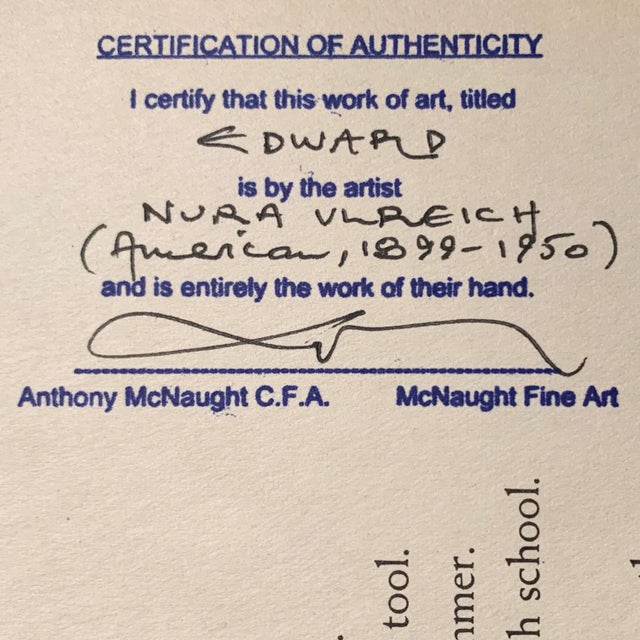 CERTIFICATION OF AUTHENTICITY
I certify that this work of art, titled
EDWARD
is by the artist
NURA ULREICH
(American, 1899-1950)
and is entirely the work of their hand.
Anthony McNaught C.F.A. McNaught Fine Art
tool.
h school.